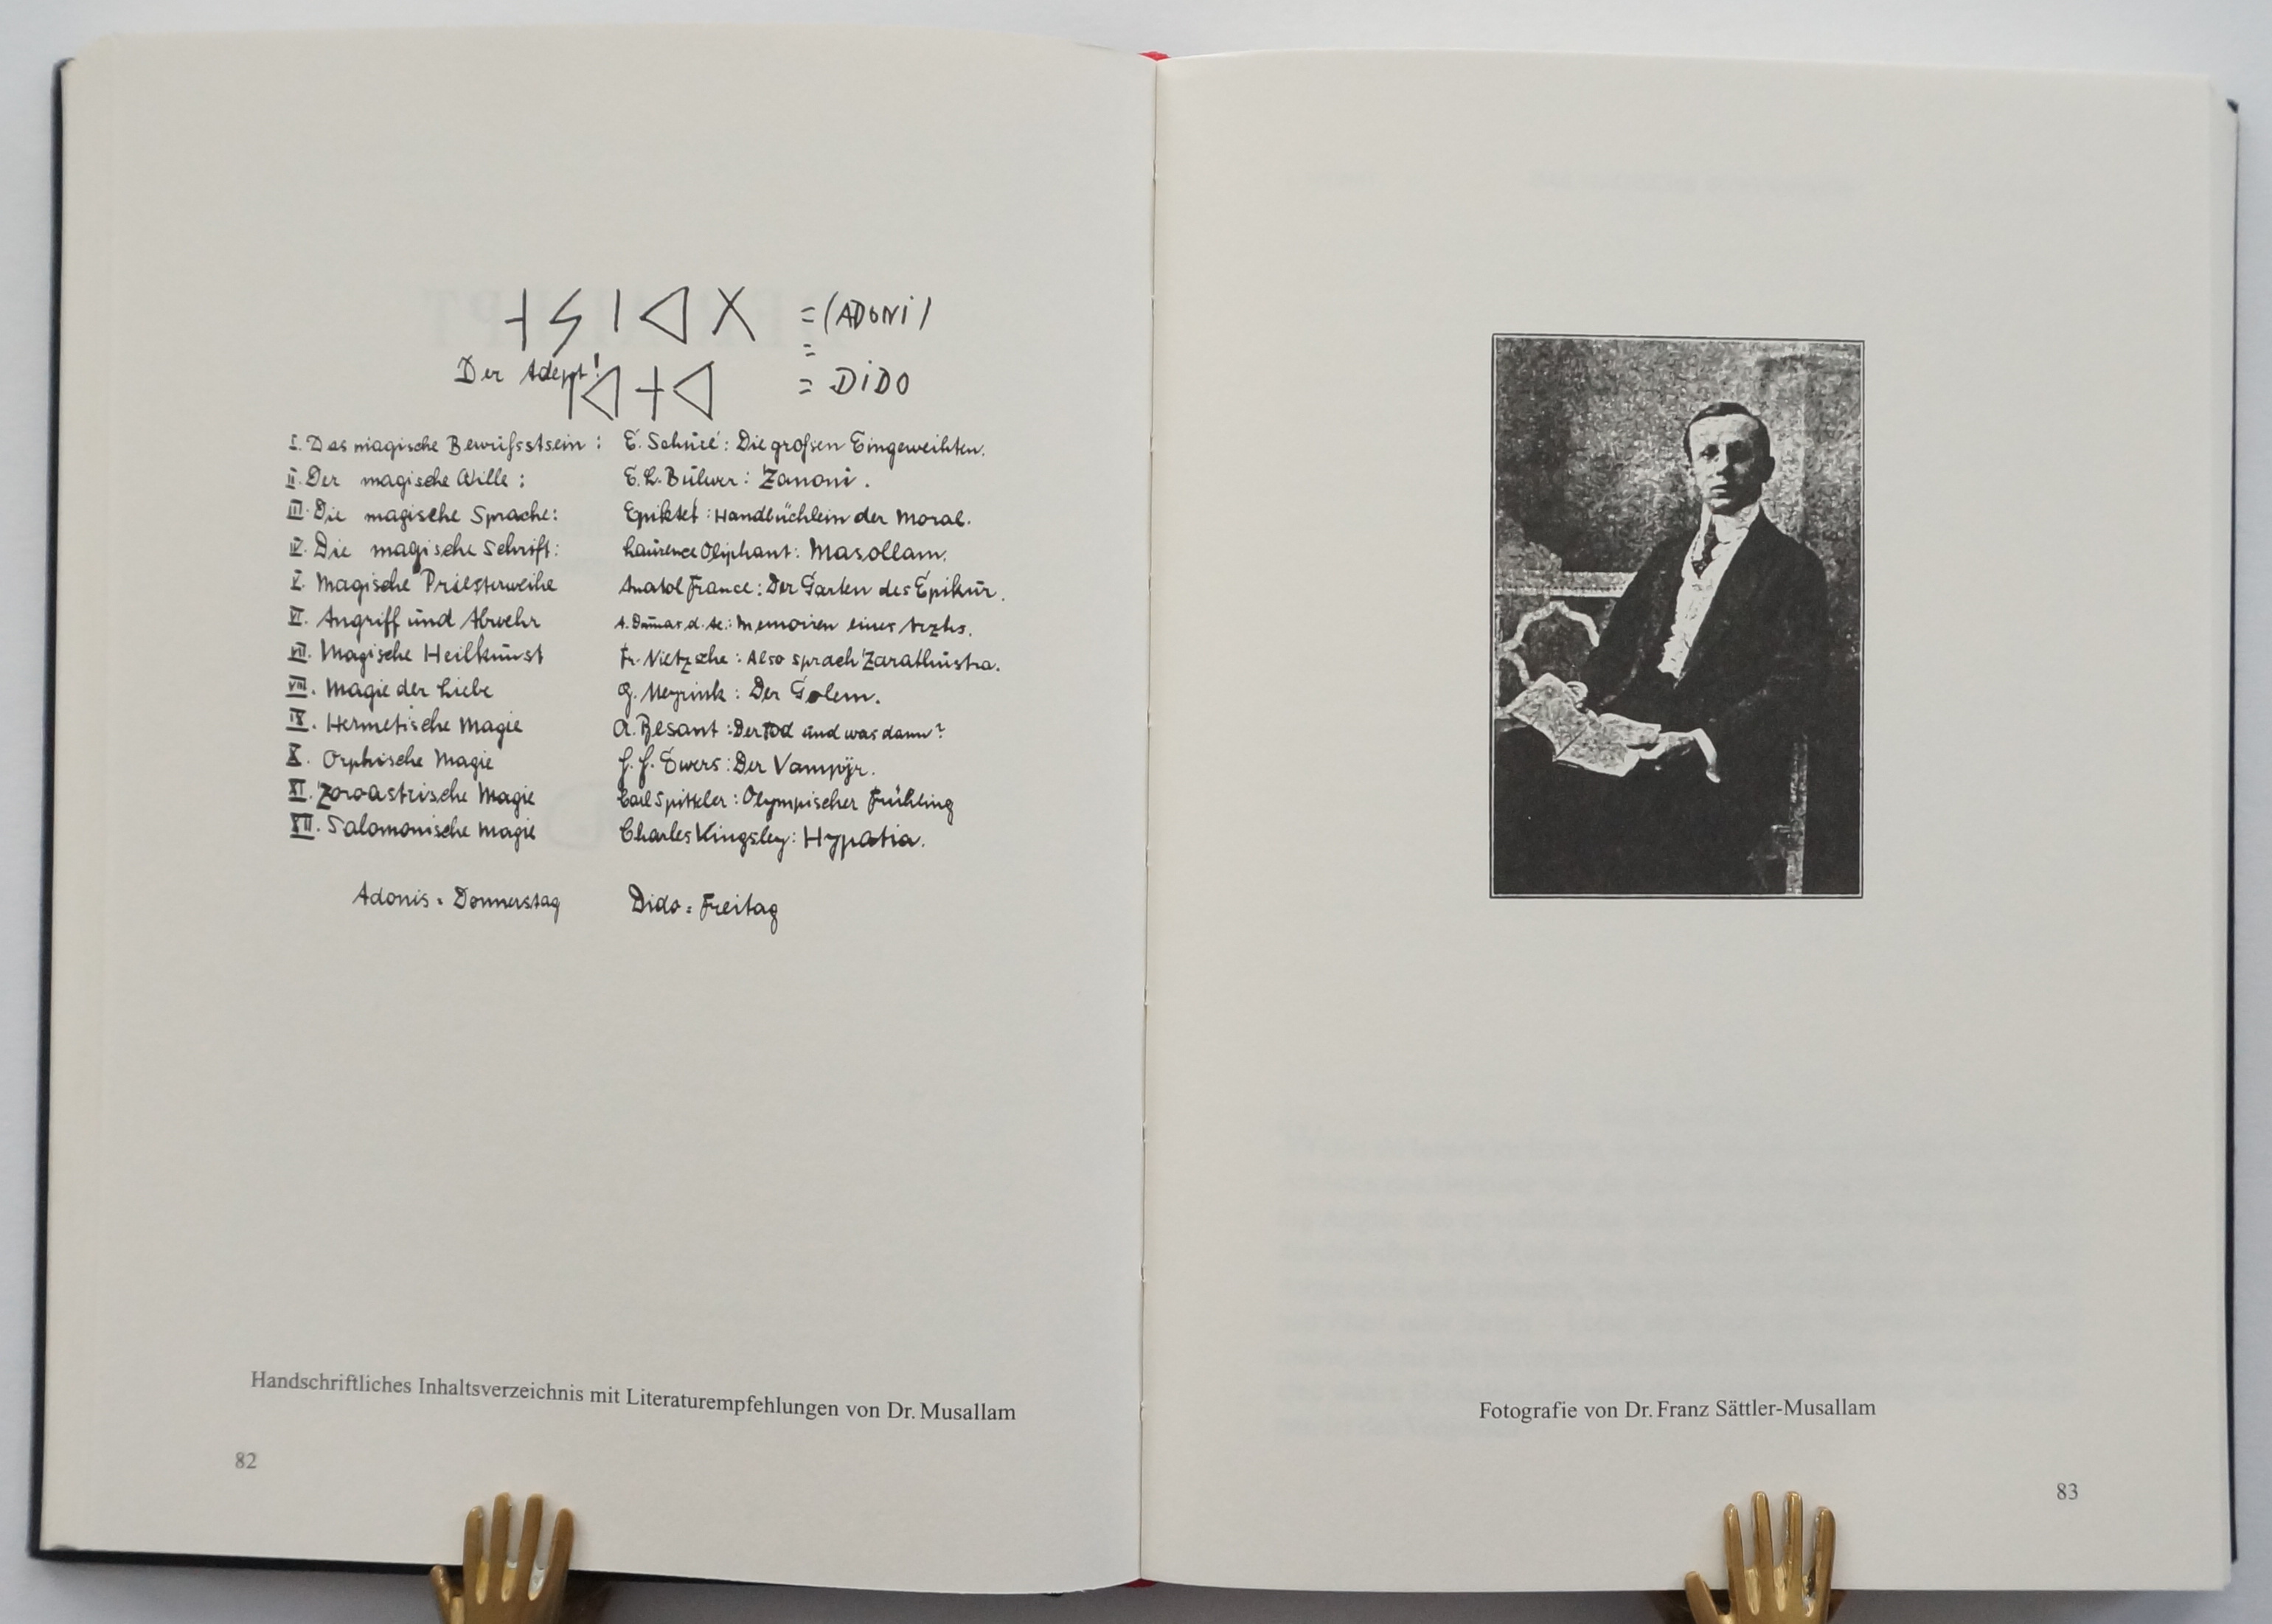 = (ADONi)
Der Adept!
= DiDO
I. Das magische Bewußstsein : E. Schuré: Die großen Eingeweihten.
II. Der magische Wille : E. L. Bulwer: Zanoni.
III. Die magische Sprache: Epiktet: Handbüchlein der Moral.
IV. Die magische Schrift: Laurence Oliphant: Masollam.
V. Magische Priesterweihe Anatol France: Der Garten des Epikur.
VI. Angriff und Abwehr A. Dumas d. Ae.: Memoiren eines Arztes.
VII. Magische Heilkunst Fr. Nietzsche: Also sprach Zarathustra.
VIII. Magie der Liebe G. Meyrink: Der Golem.
IX. Hermetische Magie A. Besant: Der Tod und was dann?
X. Orphische Magie H. H. Ewers: Der Vampyr.
XI. Zoroastrische Magie Carl Spitteler: Olympischer Frühling
XII. Salomonische Magie Charles Kingsley: Hypatia.
Adonis = Donnerstag Dido = Freitag
Handschriftliches Inhaltsverzeichnis mit Literaturempfehlungen von Dr. Musallam
82
Fotografie von Dr. Franz Sättler-Musallam
83